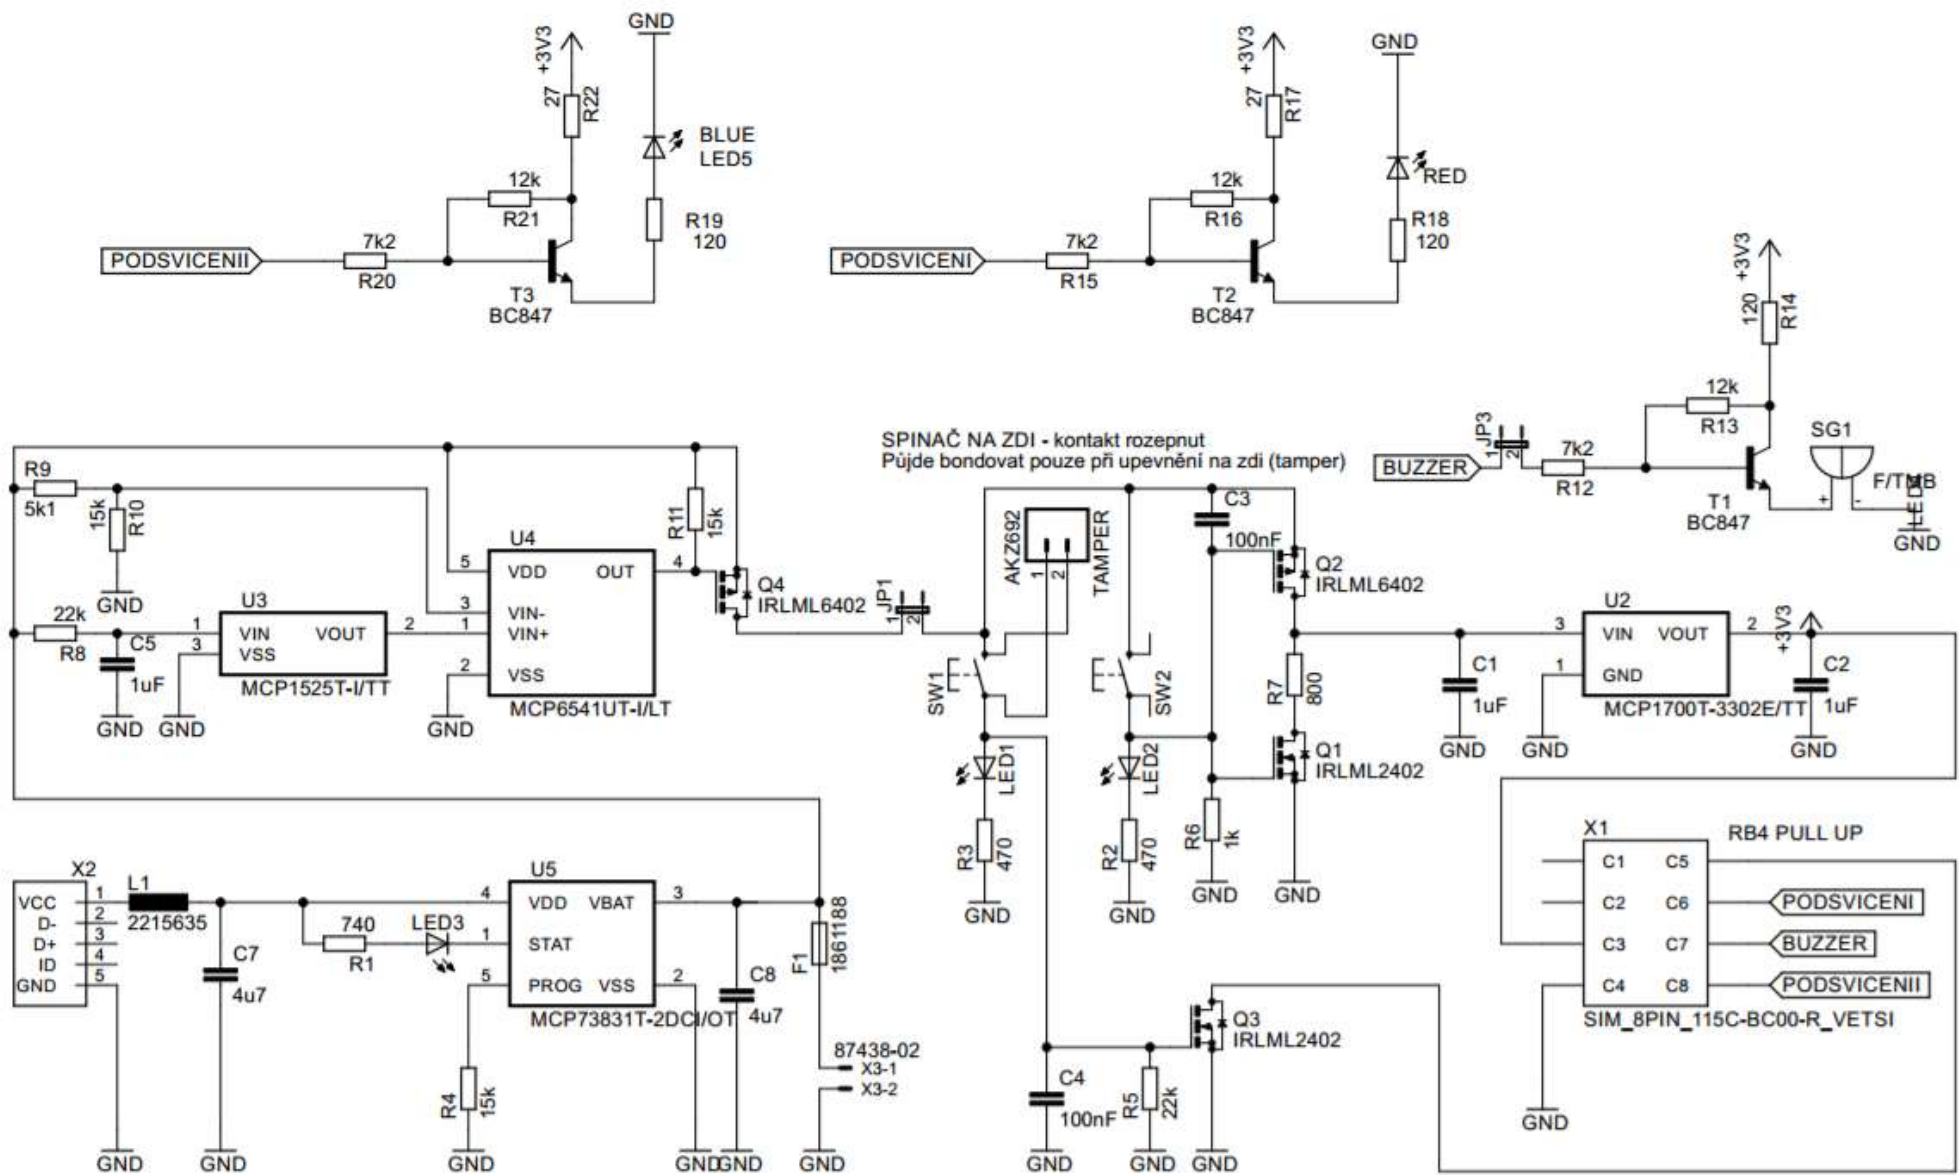 GND
+3V3
27
R22
BLUE
LED5
12k
R21
R19
120
PODSVICENII
7k2
R20
T3
BC847
GND
+3V3
27
R17
RED
12k
R16
R18
120
PODSVICENI
7k2
R15
T2
BC847
+3V3
120
R14
12k
R13
JP3
1
2
SG1
BUZZER
7k2
R12
F/TMB
+
-
T1
BC847
GND
SPINAČ NA ZDI - kontakt rozepnut
Půjde bondovat pouze při upevnění na zdi (tamper)
R9
5k1
15k
R10
GND
R11
15k
U4
5
VDD
OUT
4
3
VIN-
1
VIN+
2
VSS
MCP6541UT-I/LT
GND
22k
R8
C5
1uF
GND
U3
1
VIN
VOUT
2
3
VSS
MCP1525T-I/TT
GND
Q4
IRLML6402
JP1
1
2
AKZ692
1
2
TAMPER
C3
100nF
Q2
IRLML6402
SW1
SW2
R7
800
Q1
IRLML2402
LED1
LED2
R3
470
GND
R2
470
GND
R6
1k
GND
GND
C1
1uF
GND
U2
3
VIN
VOUT
2
1
GND
MCP1700T-3302E/TT
GND
+3V3
C2
1uF
GND
X2
VCC
1
D-
2
D+
3
ID
4
GND
5
GND
L1
2215635
C7
4u7
GND
740
R1
LED3
U5
4
VDD
VBAT
3
1
STAT
5
PROG
VSS
2
MCP73831T-2DCI/OT
R4
15k
GND
GND
C8
4u7
GND
F1
1861188
87438-02
X3-1
X3-2
GND
C4
100nF
GND
R5
22k
GND
Q3
IRLML2402
GND
X1
RB4 PULL UP
C1
C5
C2
C6
PODSVICENI
C3
C7
BUZZER
C4
C8
PODSVICENII
SIM_8PIN_115C-BC00-R_VETSI
GND